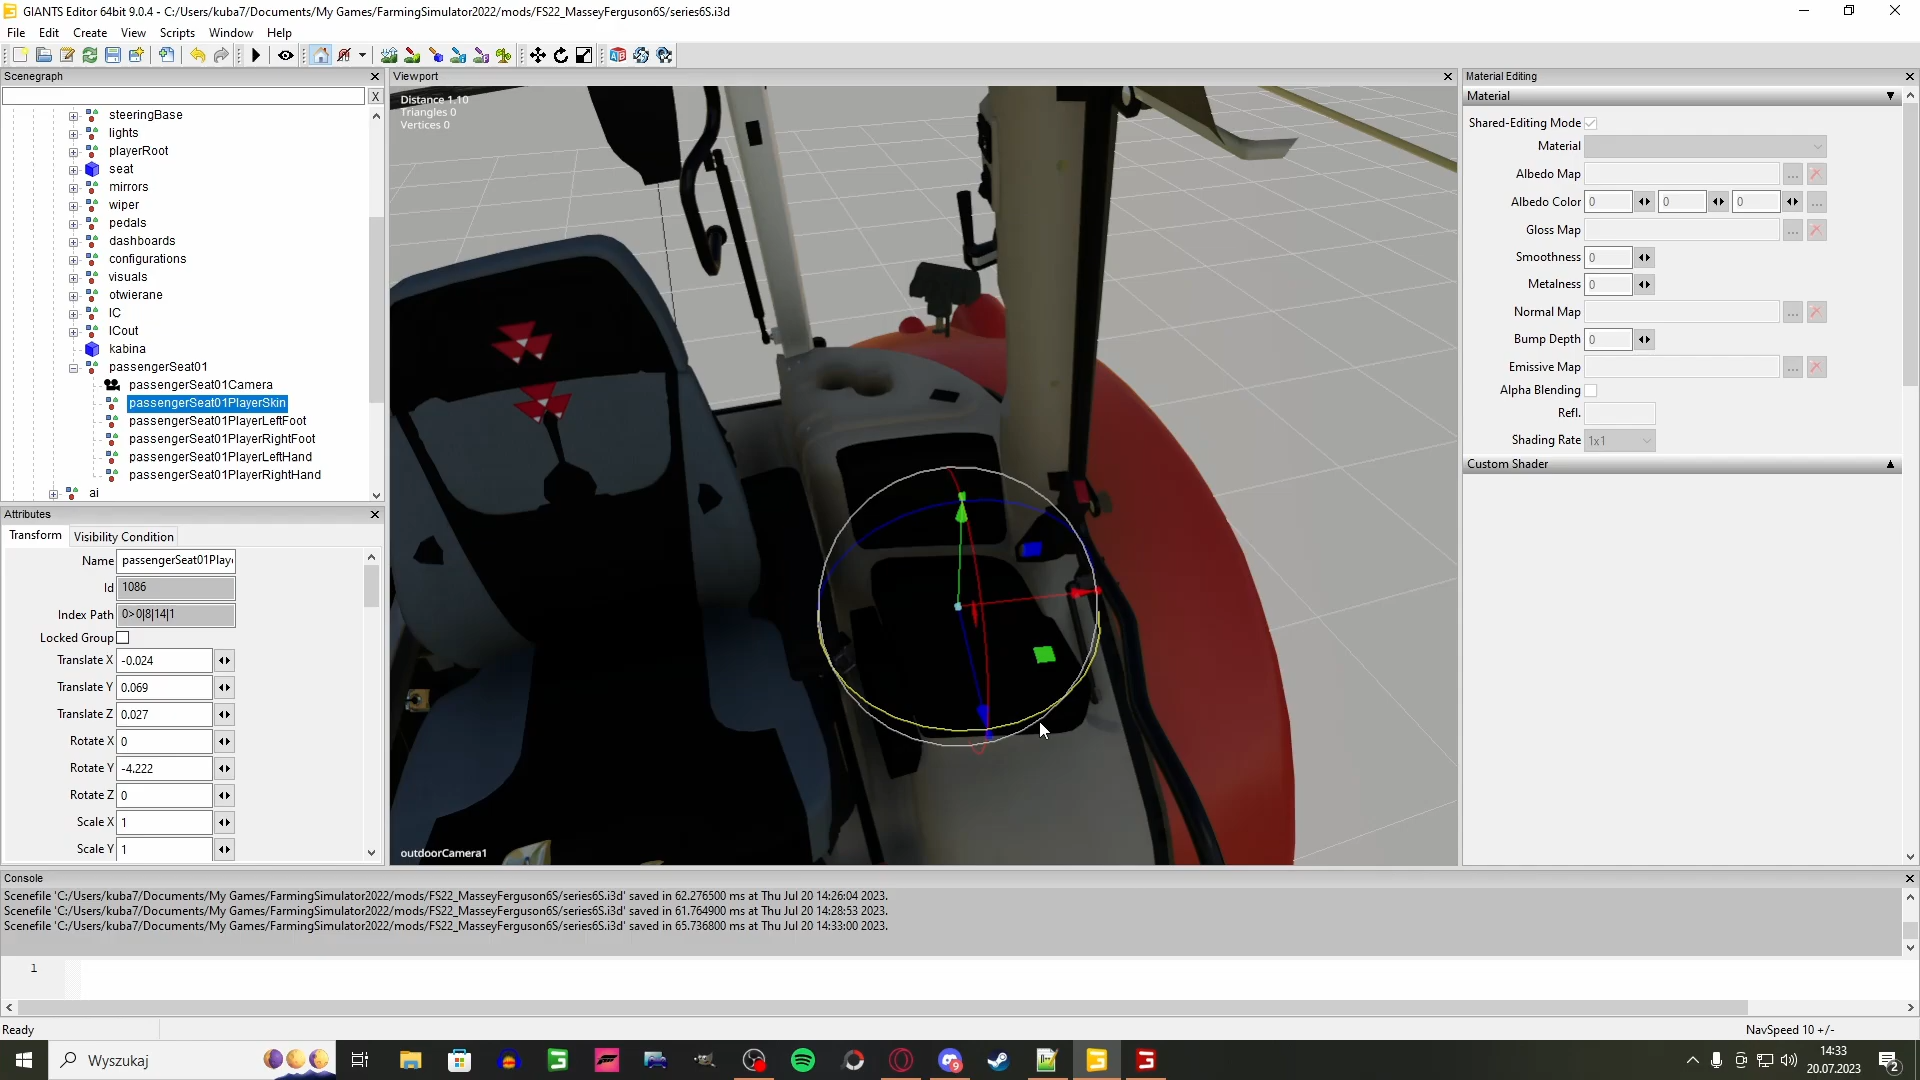 GIANTS Editor 64bit 9.0.4 - C:/Users/kuba7/Documents/My Games/FarmingSimulator2022/mods/FS22_MasseyFerguson6S/series6S.i3d
File Edit Create View Scripts Window Help
Scenegraph
X
steeringBase
lights
playerRoot
seat
mirrors
wiper
pedals
dashboards
configurations
visuals
otwierane
IC
ICout
kabina
passengerSeat01
passengerSeat01Camera
passengerSeat01PlayerSkin
passengerSeat01PlayerLeftFoot
passengerSeat01PlayerRightFoot
passengerSeat01PlayerLeftHand
passengerSeat01PlayerRightHand
ai
Attributes
Transform Visibility Condition
Name passengerSeat01Play
Id 1086
Index Path 0>0|8|14|1
Locked Group
Translate X -0.024
Translate Y 0.069
Translate Z 0.027
Rotate X 0
Rotate Y -4.222
Rotate Z 0
Scale X 1
Scale Y 1
Viewport
Distance 1.10
Triangles 0
Vertices 0
outdoorCamera1
Material Editing
Material
Shared-Editing Mode
Material
Albedo Map ...
Albedo Color 0 0 0 ...
Gloss Map ...
Smoothness 0
Metalness 0
Normal Map ...
Bump Depth 0
Emissive Map ...
Alpha Blending
Refl.
Shading Rate 1x1
Custom Shader
Console
Scenefile 'C:/Users/kuba7/Documents/My Games/FarmingSimulator2022/mods/FS22_MasseyFerguson6S/series6S.i3d' saved in 62.276500 ms at Thu Jul 20 14:26:04 2023.
Scenefile 'C:/Users/kuba7/Documents/My Games/FarmingSimulator2022/mods/FS22_MasseyFerguson6S/series6S.i3d' saved in 61.764900 ms at Thu Jul 20 14:28:53 2023.
Scenefile 'C:/Users/kuba7/Documents/My Games/FarmingSimulator2022/mods/FS22_MasseyFerguson6S/series6S.i3d' saved in 65.736800 ms at Thu Jul 20 14:33:00 2023.
1
Ready
NavSpeed 10 +/-
Wyszukaj
9
14:33
20.07.2023
2